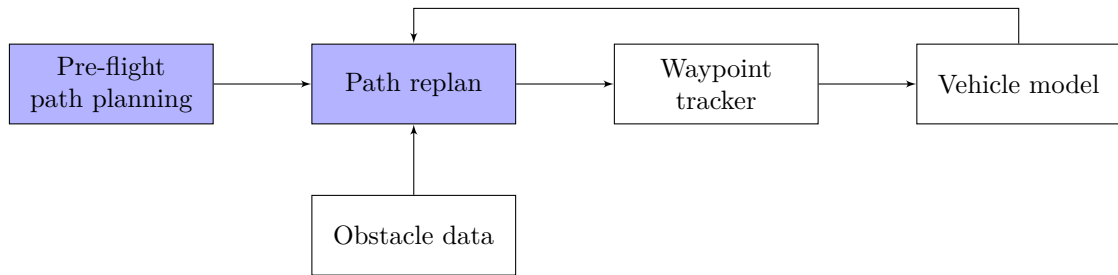 Pre-flight
path planning
Path replan
Waypoint
tracker
Vehicle model
Obstacle data